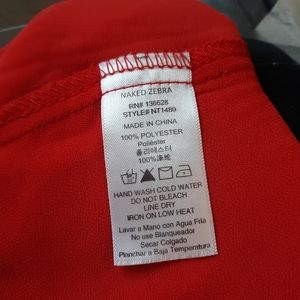 NAKED ZEBRA
RN# 136628
STYLE# NT1480
MADE IN CHINA
100% POLYESTER
Poliéster
폴리에스터
100%涤纶
HAND WASH COLD WATER
DO NOT BLEACH
LINE DRY
IRON ON LOW HEAT
Lavar a Mano con Agua Fria
No use Blanqueador
Secar Colgado
Planchar a Baja Temperatura